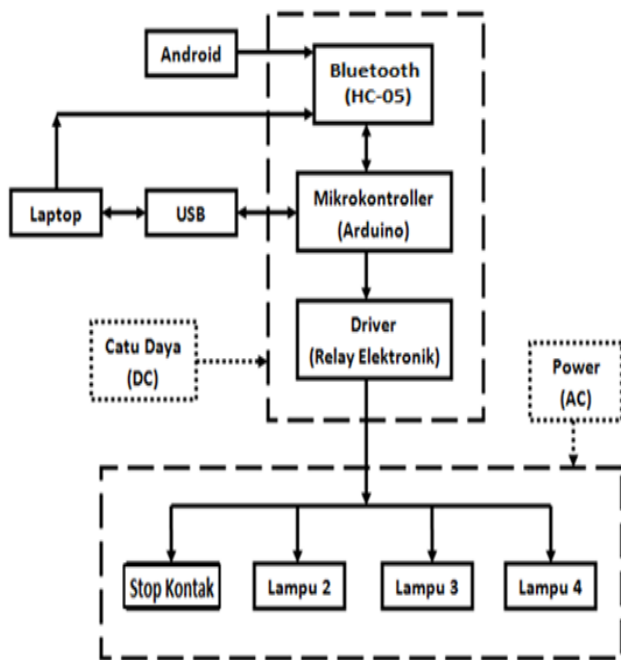 Android
Bluetooth
(HC-05)
Laptop
USB
Mikrokontroller
(Arduino)
Catu Daya
(DC)
Driver
(Relay Elektronik)
Power
(AC)
Stop Kontak
Lampu 2
Lampu 3
Lampu 4